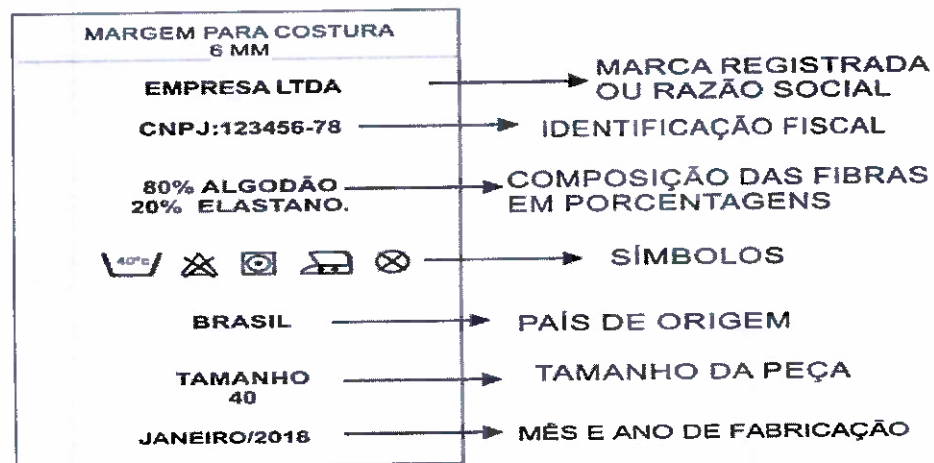 MARGEM PARA COSTURA
6 MM
EMPRESA LTDA
MARCA REGISTRADA
OU RAZÃO SOCIAL
CNPJ:123456-78
IDENTIFICAÇÃO FISCAL
80% ALGODÃO
20% ELASTANO.
COMPOSIÇÃO DAS FIBRAS
EM PORCENTAGENS
40°C
SÍMBOLOS
BRASIL
PAÍS DE ORIGEM
TAMANHO
40
TAMANHO DA PEÇA
JANEIRO/2018
MÊS E ANO DE FABRICAÇÃO